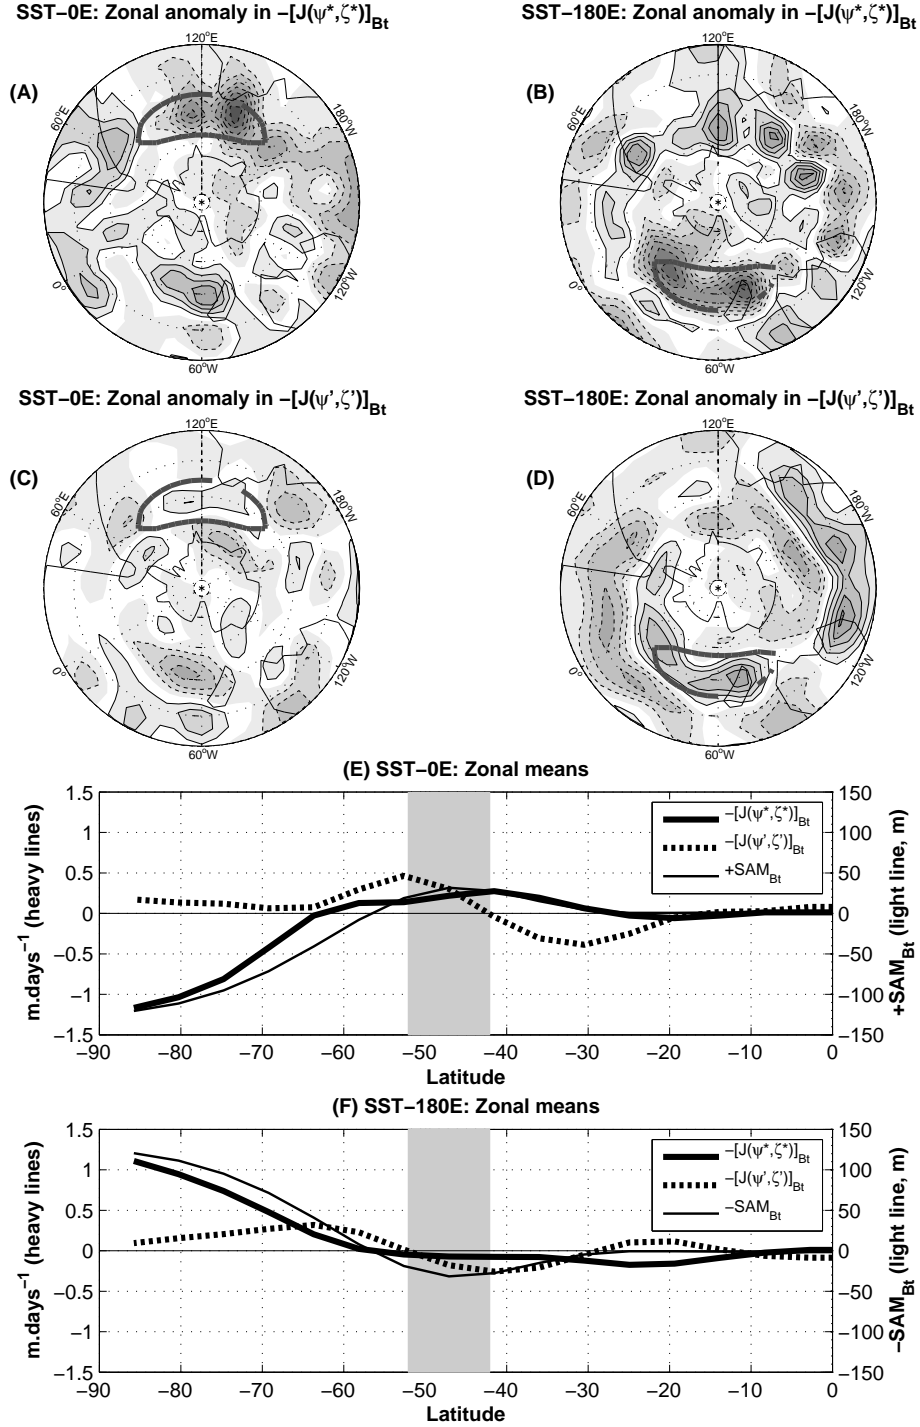 SST−0E: Zonal anomaly in −[J(ψ*,ζ*)]Bt
SST−180E: Zonal anomaly in −[J(ψ*,ζ*)]Bt
(A)
120°E
60°E
180°W
0°
120°W
60°W
(B)
120°E
60°E
180°W
0°
120°W
60°W
SST−0E: Zonal anomaly in −[J(ψ',ζ')]Bt
SST−180E: Zonal anomaly in −[J(ψ',ζ')]Bt
(C)
120°E
60°E
180°W
0°
120°W
60°W
(D)
120°E
60°E
180°W
0°
120°W
60°W
(E) SST−0E: Zonal means
m.days−1 (heavy lines)
1.5
1
0.5
0
−0.5
−1
−1.5
−[J(ψ*,ζ*)]Bt
−[J(ψ',ζ')]Bt
+SAMBt
150
100
50
0
−50
−100
−150
+SAMBt (light line, m)
−90 −80 −70 −60 −50 −40 −30 −20 −10 0
Latitude
(F) SST−180E: Zonal means
m.days−1 (heavy lines)
1.5
1
0.5
0
−0.5
−1
−1.5
−[J(ψ*,ζ*)]Bt
−[J(ψ',ζ')]Bt
−SAMBt
150
100
50
0
−50
−100
−150
−SAMBt (light line, m)
−90 −80 −70 −60 −50 −40 −30 −20 −10 0
Latitude